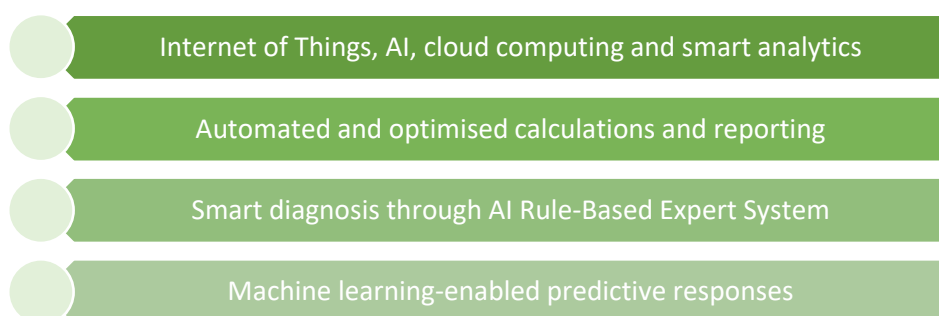 Internet of Things, AI, cloud computing and smart analytics
Automated and optimised calculations and reporting
Smart diagnosis through AI Rule-Based Expert System
Machine learning-enabled predictive responses